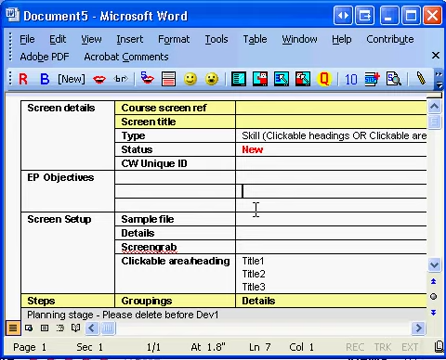 Document5 - Microsoft Word
File Edit View Insert Format Tools Table Window Help Contribute
Adobe PDF Acrobat Comments
R B [New] ‹br› Q 10
Screen details Course screen ref
Screen title
Type Skill (Clickable headings OR Clickable are
Status New
CW Unique ID
EP Objectives
Screen Setup Sample file
Details
Screengrab
Clickable area/heading Title1
Title2
Title3
Steps Groupings Details
Planning stage - Please delete before Dev1
Page 1 Sec 1 1/1 At 1.8" Ln 7 Col 1 REC TRK EXT